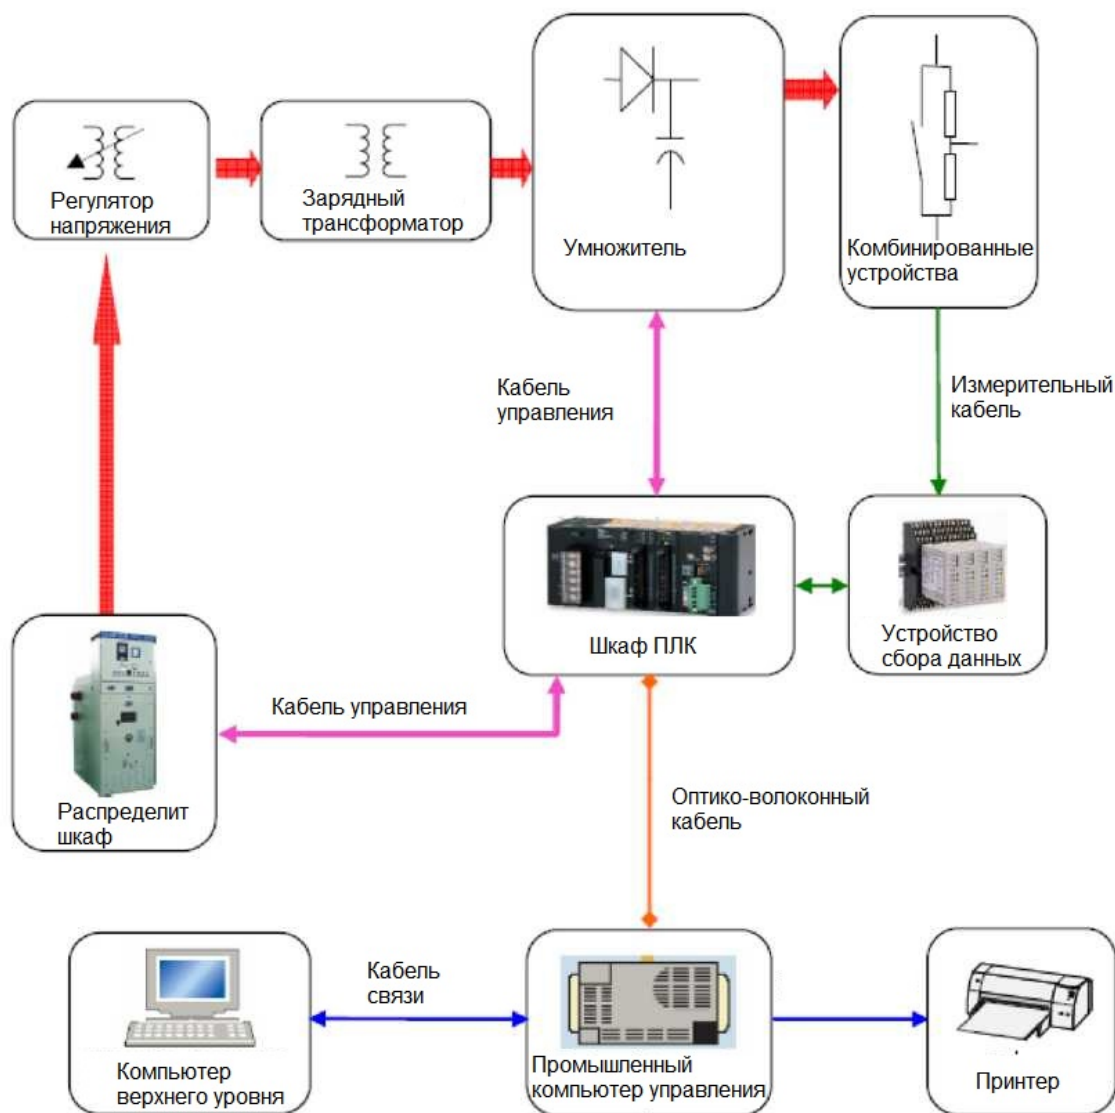 Регулятор
напряжения
Зарядный
трансформатор
Умножитель
Комбинированные
устройства
Кабель
управления
Измерительный
кабель
Шкаф ПЛК
Устройство
сбора данных
Кабель управления
Распределит
шкаф
Оптико-волоконный
кабель
Кабель
связи
Компьютер
верхнего уровня
Промышленный
компьютер управления
Принтер